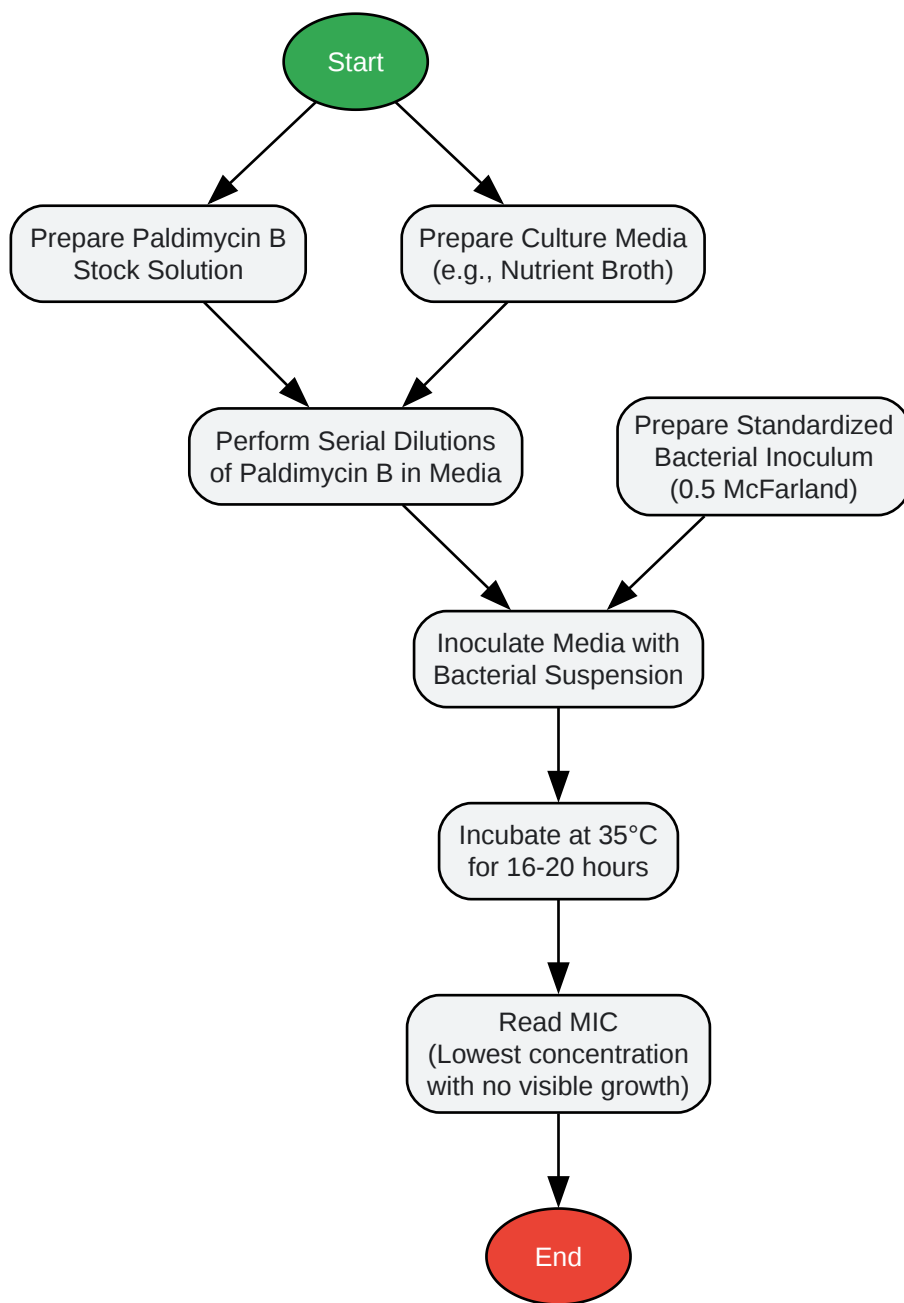 Start
Prepare Paldimycin B
Stock Solution
Prepare Culture Media
(e.g., Nutrient Broth)
Perform Serial Dilutions
of Paldimycin B in Media
Prepare Standardized
Bacterial Inoculum
(0.5 McFarland)
Inoculate Media with
Bacterial Suspension
Incubate at 35°C
for 16-20 hours
Read MIC
(Lowest concentration
with no visible growth)
End